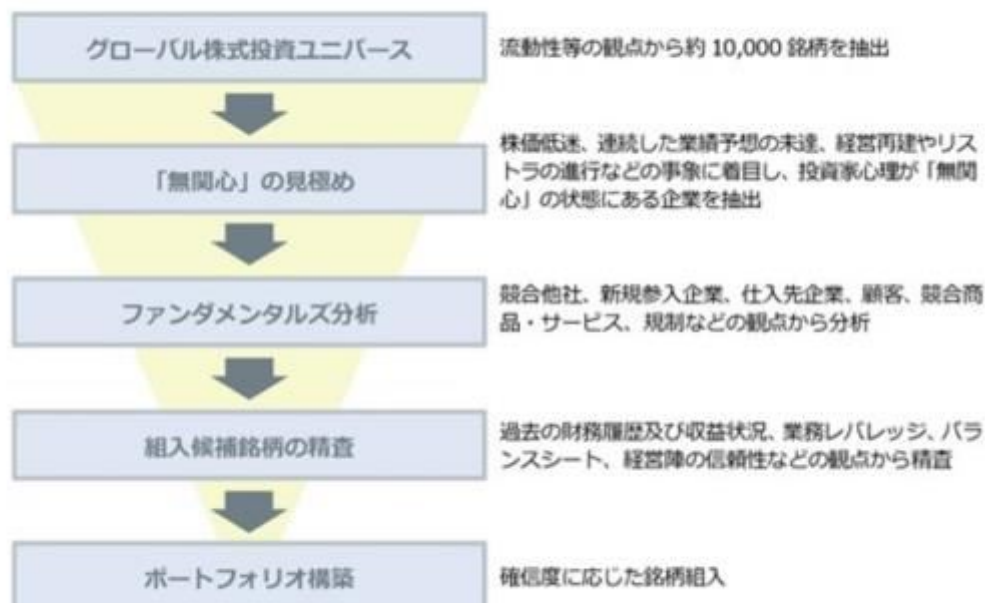 グローバル株式投資ユニバース
流動性等の観点から約 10,000 銘柄を抽出
「無関心」の見極め
株価低迷、連続した業績予想の未達、経営再建やリス
トラの進行などの事象に着目し、投資家心理が「無関
心」の状態にある企業を抽出
ファンダメンタルズ分析
競合他社、新規参入企業、仕入先企業、顧客、競合商
品・サービス、規制などの観点から分析
組入候補銘柄の精査
過去の財務履歴及び収益状況、業務レバレッジ、バラ
ンスシート、経営陣の信頼性などの観点から精査
ポートフォリオ構築
確信度に応じた銘柄組入